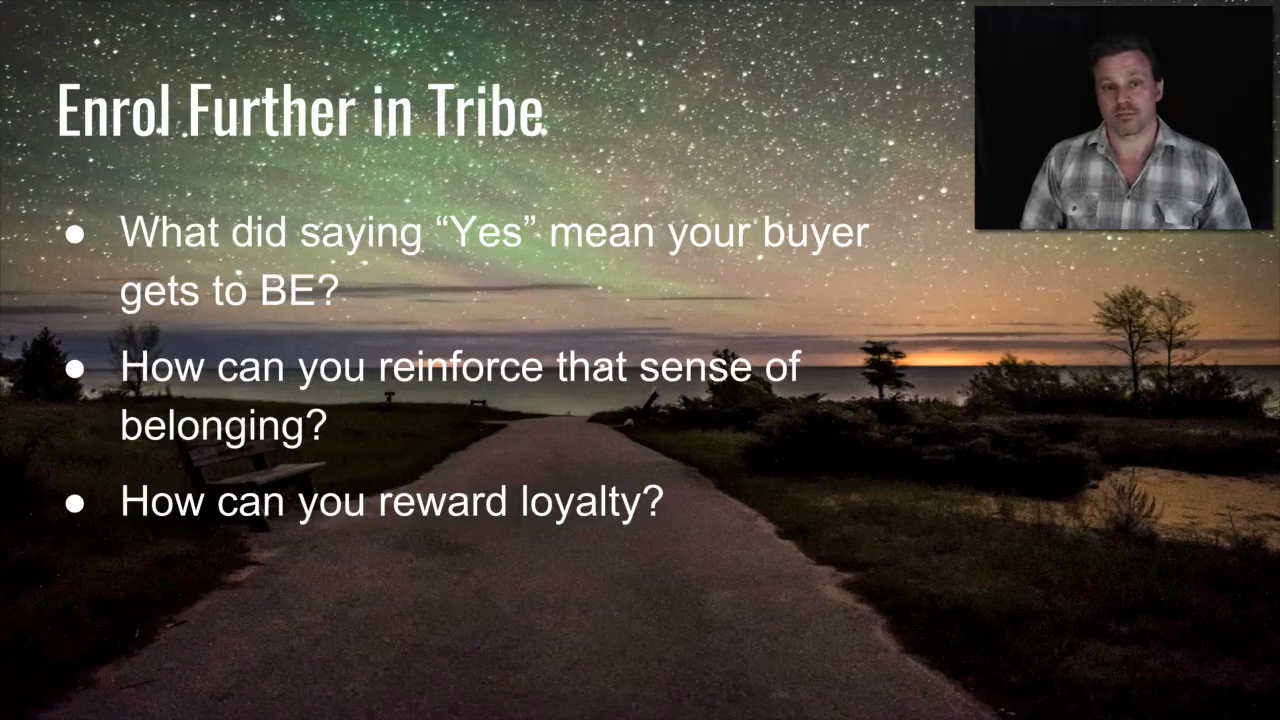 Enrol Further in Tribe
● What did saying “Yes” mean your buyer
gets to BE?
● How can you reinforce that sense of
belonging?
● How can you reward loyalty?